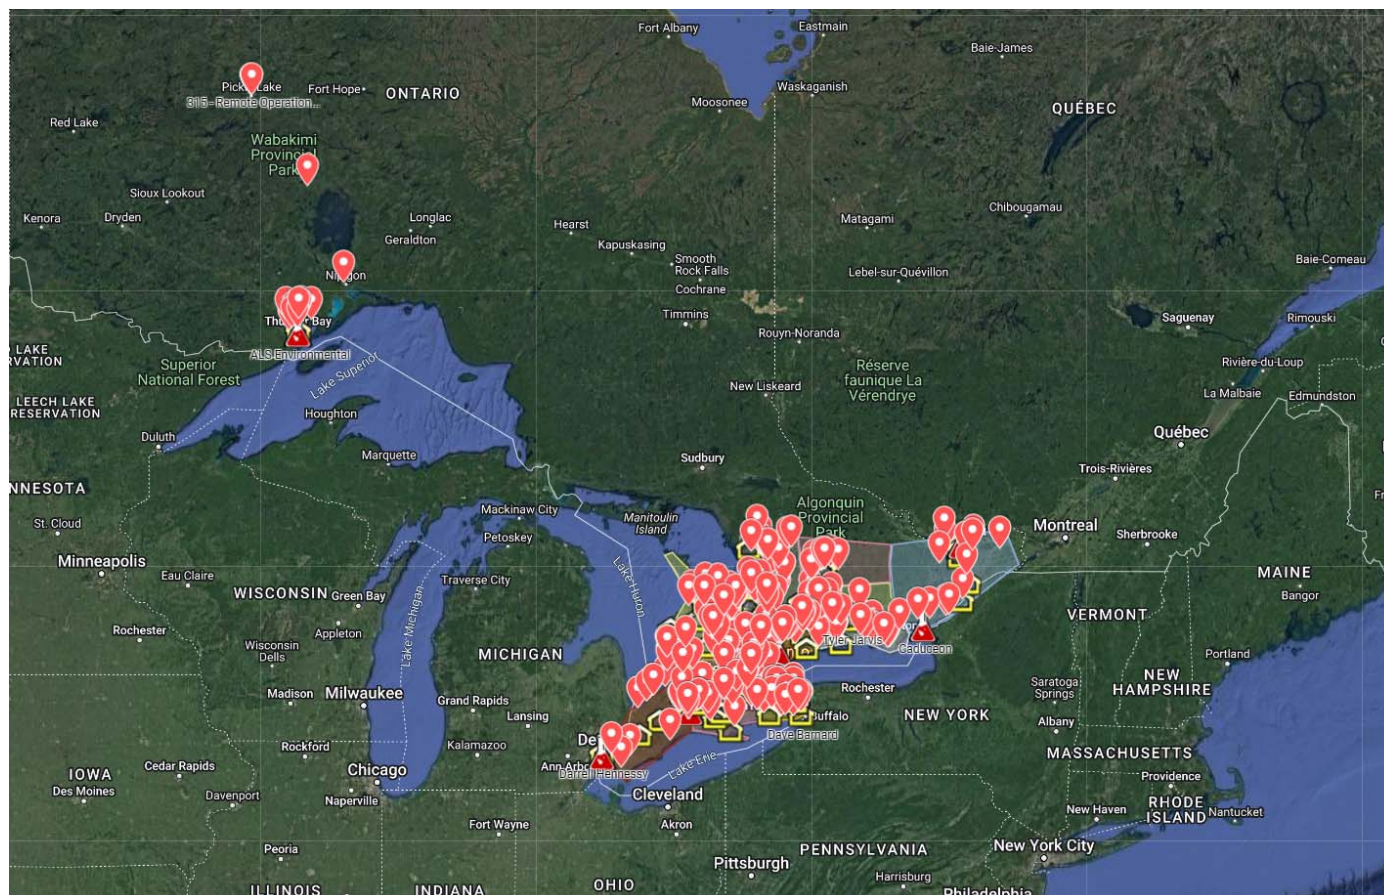 Fort Albany
Eastmain
Baie-James
Fort Hope
ONTARIO
Waskaganish
Moosonee
QUÉBEC
315 - Remote Operation...
Red Lake
Wabakimi
Provincial
Park
Sioux Lookout
Kenora
Dryden
Longlac
Geraldton
Hearst
Matagami
Chibougamau
Kapuskasing
Smooth
Rock Falls
Cochrane
Lebel-sur-Quévillon
Baie-Comeau
Timmins
Rouyn-Noranda
Saguenay
Rimouski
LAKE
RVATION
ALS Environmental
Superior
National Forest
Lake Superior
Réserve
faunique La
Vérendrye
Rivière-du-Loup
La Malbaie
Edmundston
New Liskeard
LEECH LAKE
RESERVATION
Houghton
Duluth
Marquette
Québec
Sudbury
Trois-Rivières
NNESOTA
St. Cloud
Mackinaw City
Manitoulin
Island
Algonquin
Provincial
Park
Montreal
Sherbrooke
Petoskey
Minneapolis
Eau Claire
WISCONSIN
Green Bay
Traverse City
Lake Huron
MAINE
Bangor
VERMONT
Rochester
Appleton
Lake Michigan
Wisconsin
Dells
MICHIGAN
Tyler Jarvis
Caduceon
Portland
NEW
HAMPSHIRE
Madison
Milwaukee
Grand Rapids
Lansing
Rochester
Buffalo
NEW YORK
Saratoga
Springs
Albany
Dave Barnard
Rockford
Kalamazoo
MASSACHUSETTS
IOWA
Des Moines
Cedar Rapids
Chicago
Naperville
Darrel Hennessy
Lake Erie
Cleveland
Providence
Davenport
RHODE
ISLAND
Nantucket
New Haven
Fort Wayne
Akron
Peoria
PENNSYLVANIA
New York City
Pittsburgh
ILLINOIS
INDIANA
OHIO
Harrisburg
Philadelphia